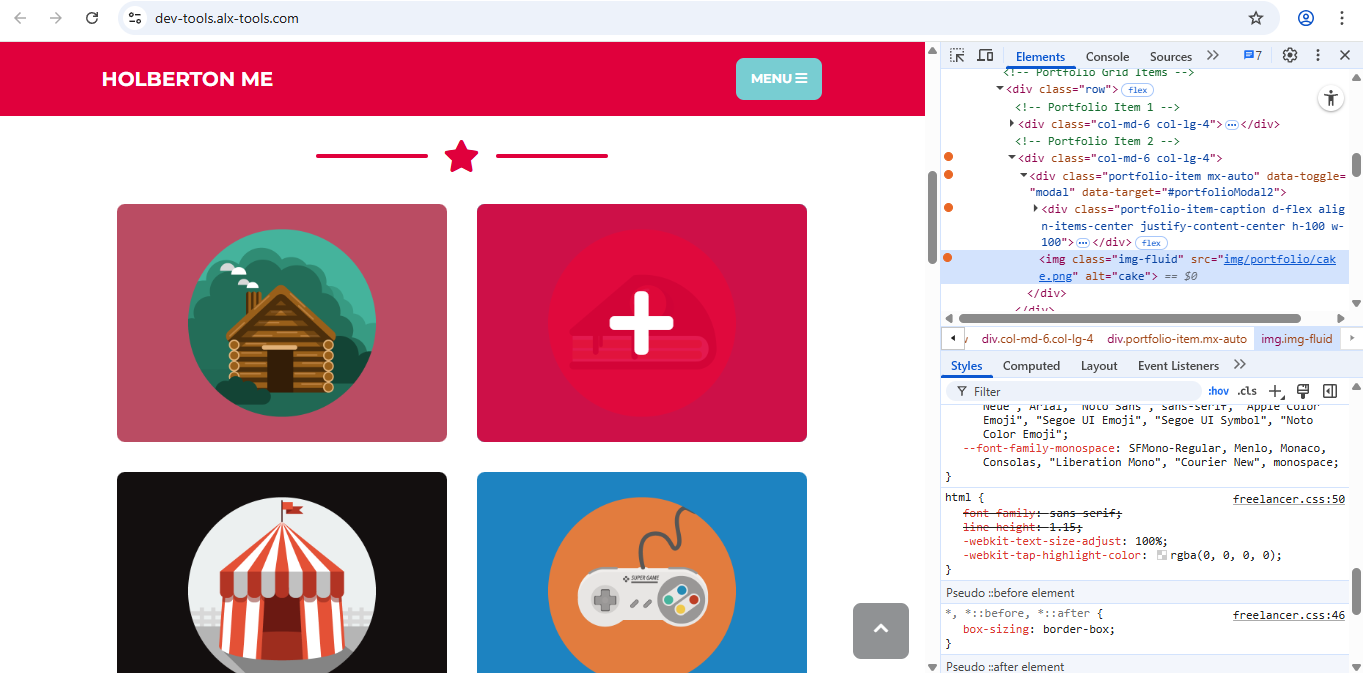 dev-tools.alx-tools.com
HOLBERTON ME
MENU
SUPER GAME
Elements
Console
Sources
7
<!-- Portfolio Grid Items -->
<div class="row"> flex
<!-- Portfolio Item 1 -->
<div class="col-md-6 col-lg-4"> … </div>
<!-- Portfolio Item 2 -->
<div class="col-md-6 col-lg-4">
<div class="portfolio-item mx-auto" data-toggle=
"modal" data-target="#portfolioModal2">
<div class="portfolio-item-caption d-flex alig
n-items-center justify-content-center h-100 w-
100"> … </div> flex
<img class="img-fluid" src="img/portfolio/cak
e.png" alt="cake"> == $0
</div>
</div>
div.col-md-6.col-lg-4 div.portfolio-item.mx-auto img.img-fluid
Styles Computed Layout Event Listeners
Filter :hov .cls
Neue", Arial, "Noto Sans", sans-serif, "Apple Color
Emoji", "Segoe UI Emoji", "Segoe UI Symbol", "Noto
Color Emoji";
--font-family-monospace: SFMono-Regular, Menlo, Monaco,
Consolas, "Liberation Mono", "Courier New", monospace;
}
html { freelancer.css:50
font-family: sans-serif;
line-height: 1.15;
-webkit-text-size-adjust: 100%;
-webkit-tap-highlight-color: rgba(0, 0, 0, 0);
}
Pseudo ::before element
*, *::before, *::after { freelancer.css:46
box-sizing: border-box;
}
Pseudo ::after element